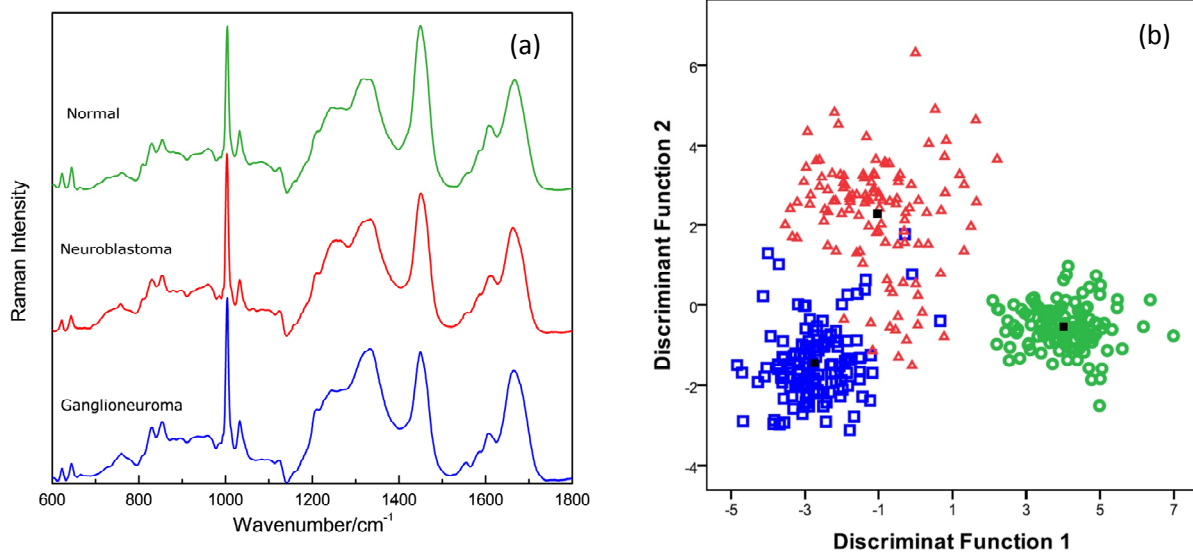 (a)
Normal
Neuroblastoma
Ganglioneuroma
Raman Intensity
600 800 1000 1200 1400 1600 1800
Wavenumber/cm⁻¹
(b)
6
4
2
0
-2
-4
Discriminant Function 2
-5 -3 -1 1 3 5 7
Discriminat Function 1